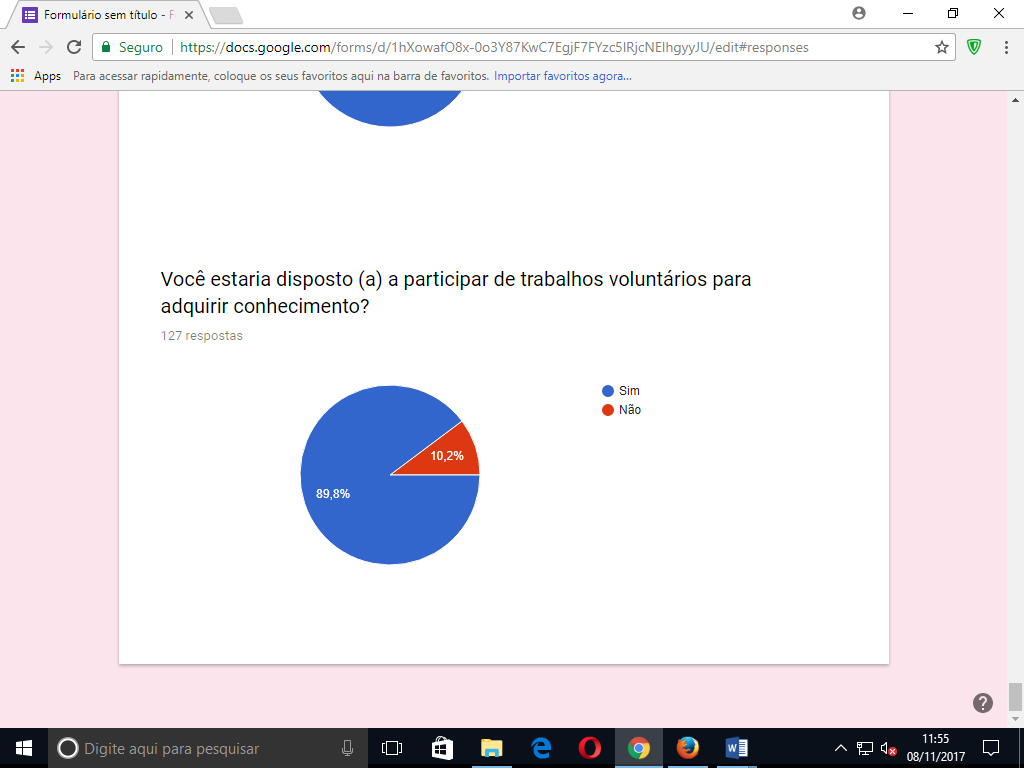 Formulário sem título - F
Seguro
https://docs.google.com/forms/d/1hXowafO8x-0o3Y87KwC7EgjF7FYzc5lRjcNElhgyyJU/edit#responses
Apps
Para acessar rapidamente, coloque os seus favoritos aqui na barra de favoritos. Importar favoritos agora...
Você estaria disposto (a) a participar de trabalhos voluntários para
adquirir conhecimento?
127 respostas
Sim
Não
10,2%
89,8%
?
Digite aqui para pesquisar
11:55
08/11/2017